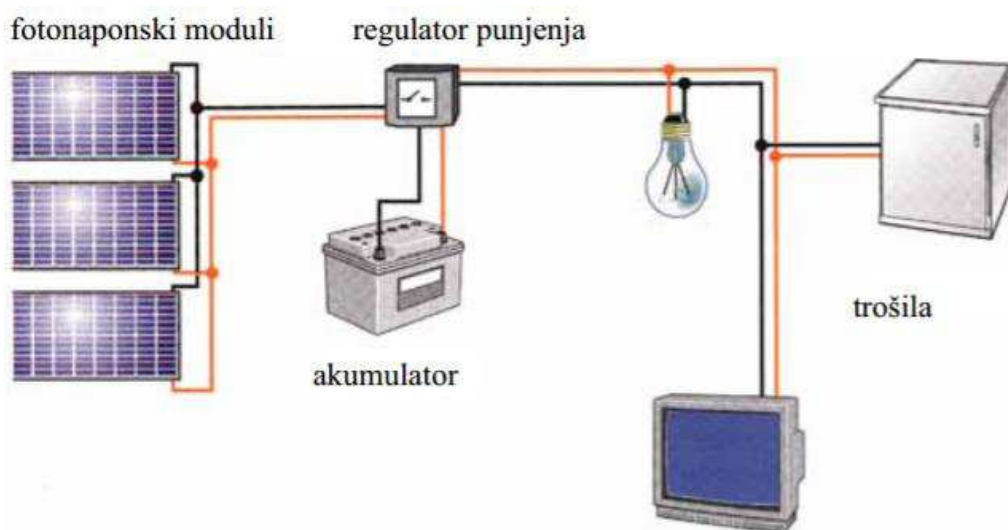 fotonaponski moduli
regulator punjenja
akumulator
trošila